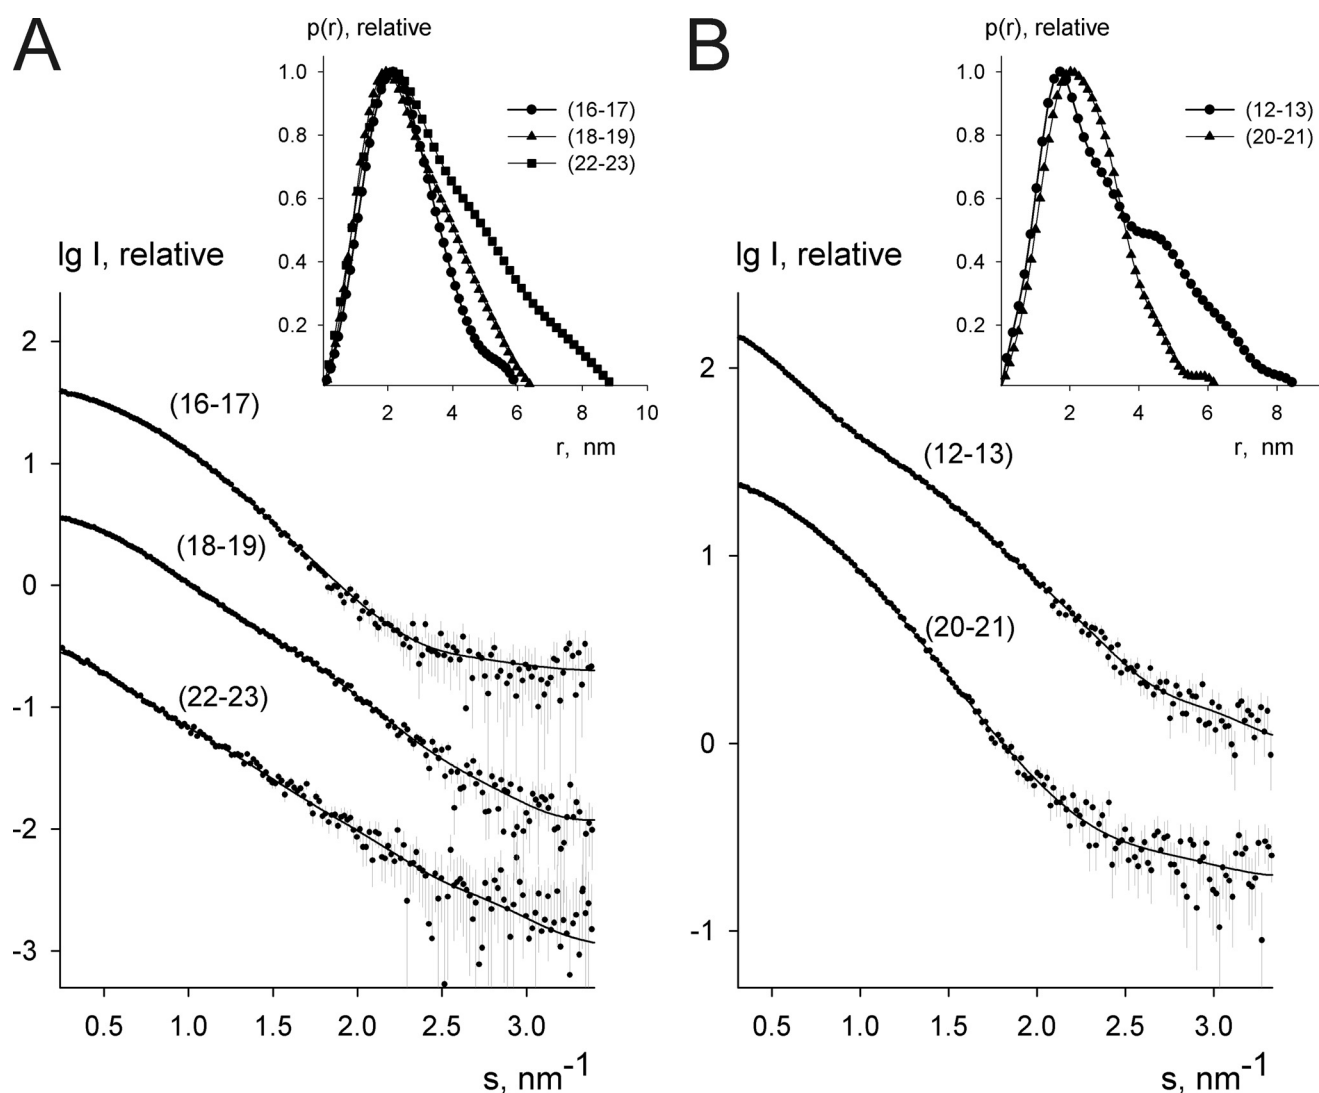 A
p(r), relative
1.0
0.8
0.6
0.4
0.2
(16-17)
(18-19)
(22-23)
2 4 6 8 10
r, nm
lg I, relative
2
1
0
-1
-2
-3
(16-17)
(18-19)
(22-23)
0.5 1.0 1.5 2.0 2.5 3.0
s, nm-1
B
p(r), relative
1.0
0.8
0.6
0.4
0.2
(12-13)
(20-21)
2 4 6 8
r, nm
lg I, relative
2
1
0
-1
(12-13)
(20-21)
0.5 1.0 1.5 2.0 2.5 3.0
s, nm-1